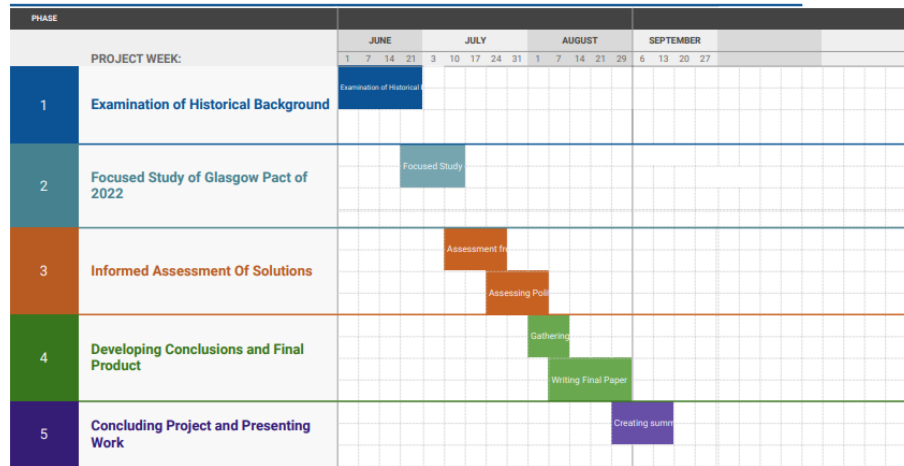 PHASE
JUNE JULY AUGUST SEPTEMBER
PROJECT WEEK: 1 7 14 21 3 10 17 24 31 1 7 14 21 29 6 13 20 27
1 Examination of Historical Background
Examination of Historical
2 Focused Study of Glasgow Pact of
2022
Focused Study
3 Informed Assessment Of Solutions
Assessment
Assessing
4 Developing Conclusions and Final
Product
Gathering
Writing Final Paper
5 Concluding Project and Presenting
Work
Creating